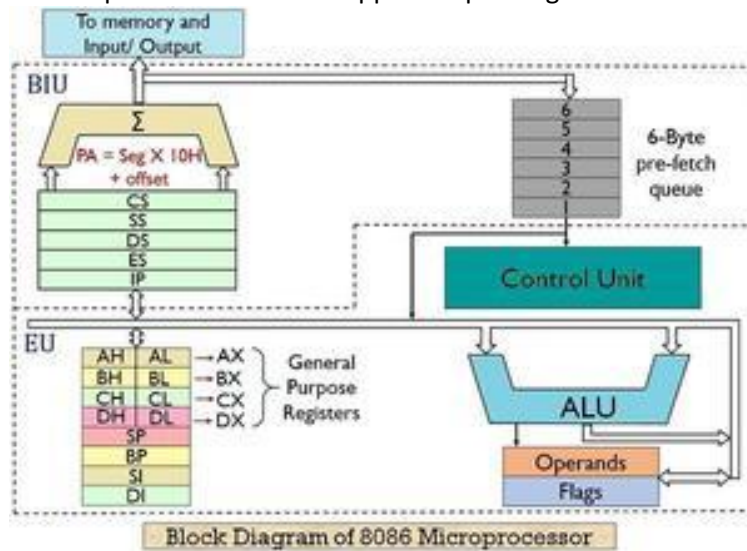 To memory and
Input/ Output
BIU
Σ
PA = Seg X 10H
+ offset
CS
SS
DS
ES
IP
6
5
4
3
2
1
6-Byte
pre-fetch
queue
Control Unit
EU
AH AL → AX
BH BL → BX
CH CL → CX
DH DL → DX
SP
BP
SI
DI
General
Purpose
Registers
ALU
Operands
Flags
Block Diagram of 8086 Microprocessor